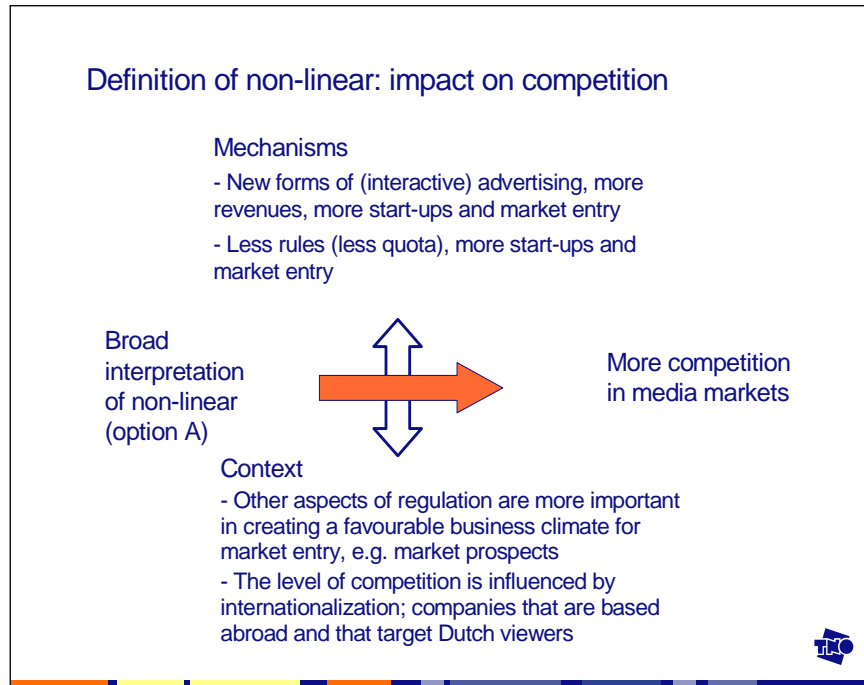 Definition of non-linear: impact on competition
Mechanisms
- New forms of (interactive) advertising, more
revenues, more start-ups and market entry
- Less rules (less quota), more start-ups and
market entry
Broad
interpretation
of non-linear
(option A)
More competition
in media markets
Context
- Other aspects of regulation are more important
in creating a favourable business climate for
market entry, e.g. market prospects
- The level of competition is influenced by
internationalization; companies that are based
abroad and that target Dutch viewers
TNO